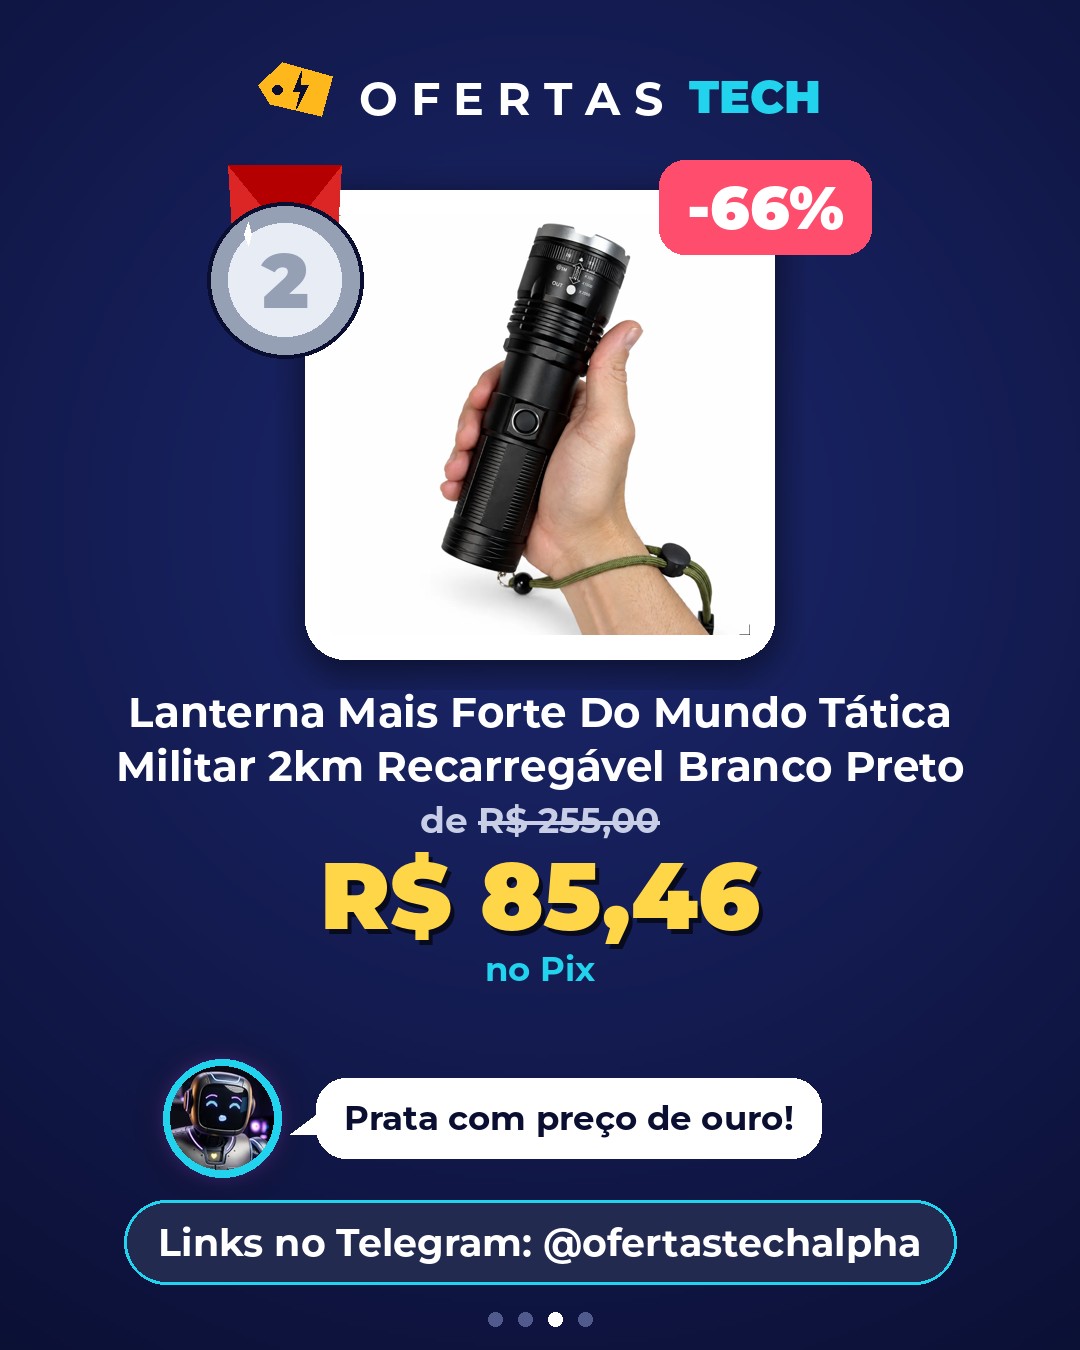 OFERTAS TECH
-66%
2
OUT
Lanterna Mais Forte Do Mundo Tática
Militar 2km Recarregável Branco Preto
de R$ 255,00
R$ 85,46
no Pix
Prata com preço de ouro!
Links no Telegram: @ofertastechalpha